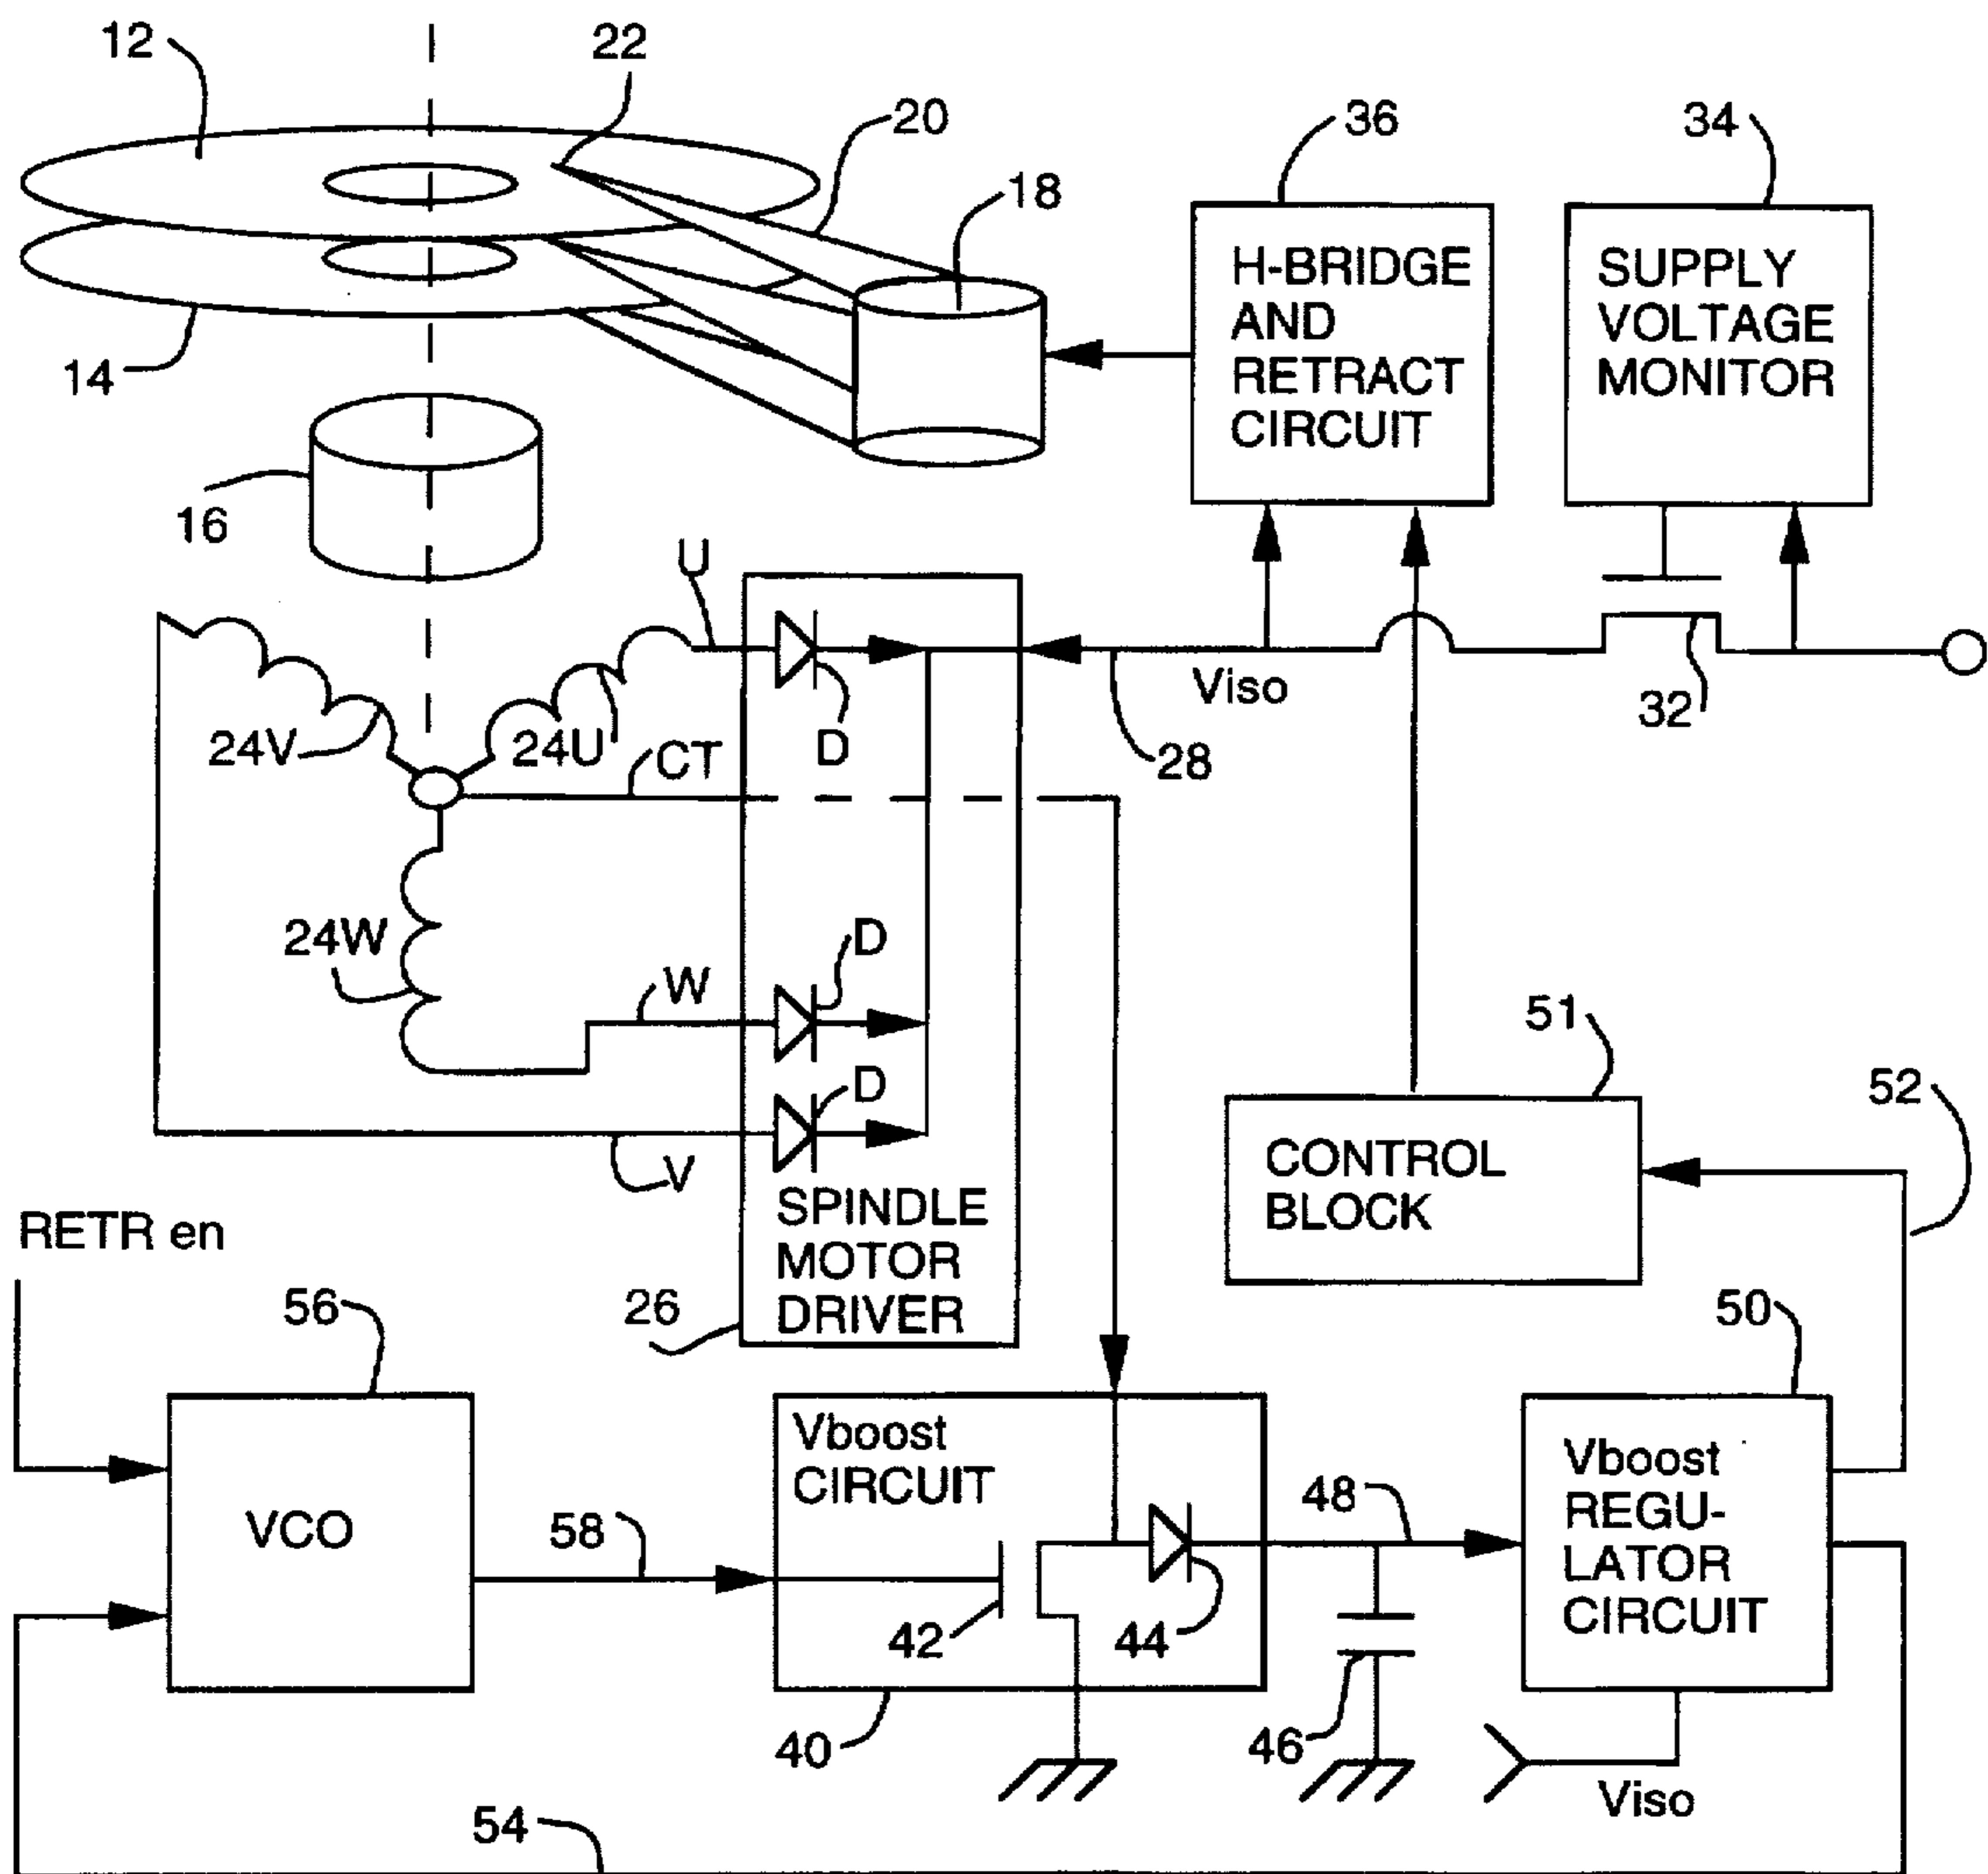 12
22
20
36
34
18
H-BRIDGE
AND
RETRACT
CIRCUIT
SUPPLY
VOLTAGE
MONITOR
14
16
U
24V
24U
D
Viso
28
32
CT
24W
D
W
51
D
52
CONTROL
BLOCK
V
SPINDLE
MOTOR
DRIVER
RETR en
56
26
50
Vboost
CIRCUIT
Vboost
REGU-
LATOR
CIRCUIT
48
VCO
58
42
44
40
46
Viso
54